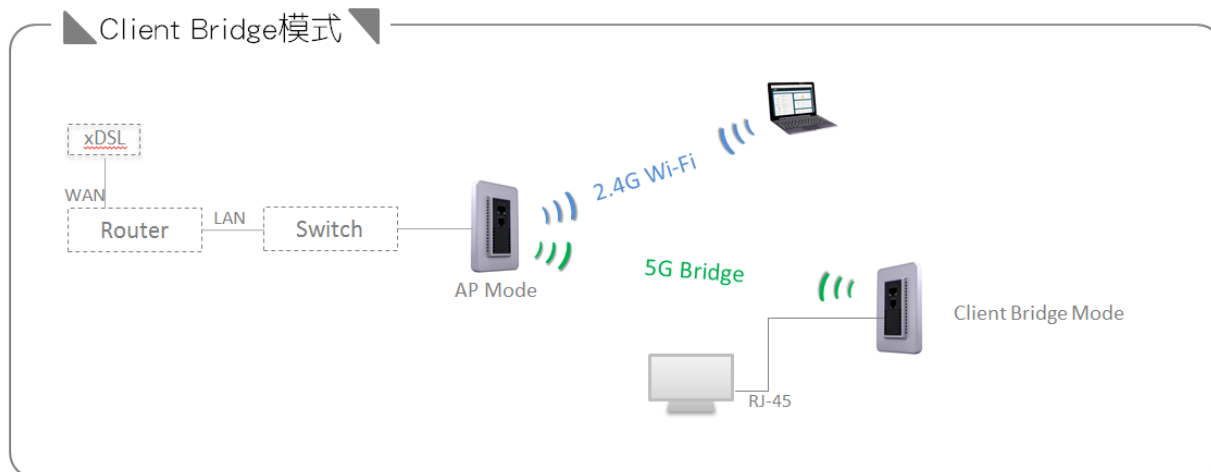 Client Bridge模式
xDSL
WAN
Router
LAN
Switch
AP Mode
2.4G Wi-Fi
5G Bridge
Client Bridge Mode
RJ-45